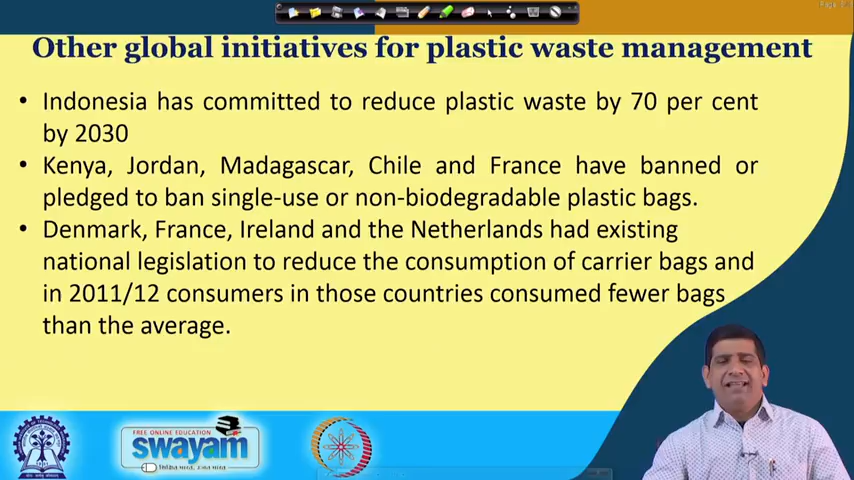 Other global initiatives for plastic waste management
• Indonesia has committed to reduce plastic waste by 70 per cent
by 2030
• Kenya, Jordan, Madagascar, Chile and France have banned or
pledged to ban single-use or non-biodegradable plastic bags.
• Denmark, France, Ireland and the Netherlands had existing
national legislation to reduce the consumption of carrier bags and
in 2011/12 consumers in those countries consumed fewer bags
than the average.
FREE ONLINE EDUCATION
swayam